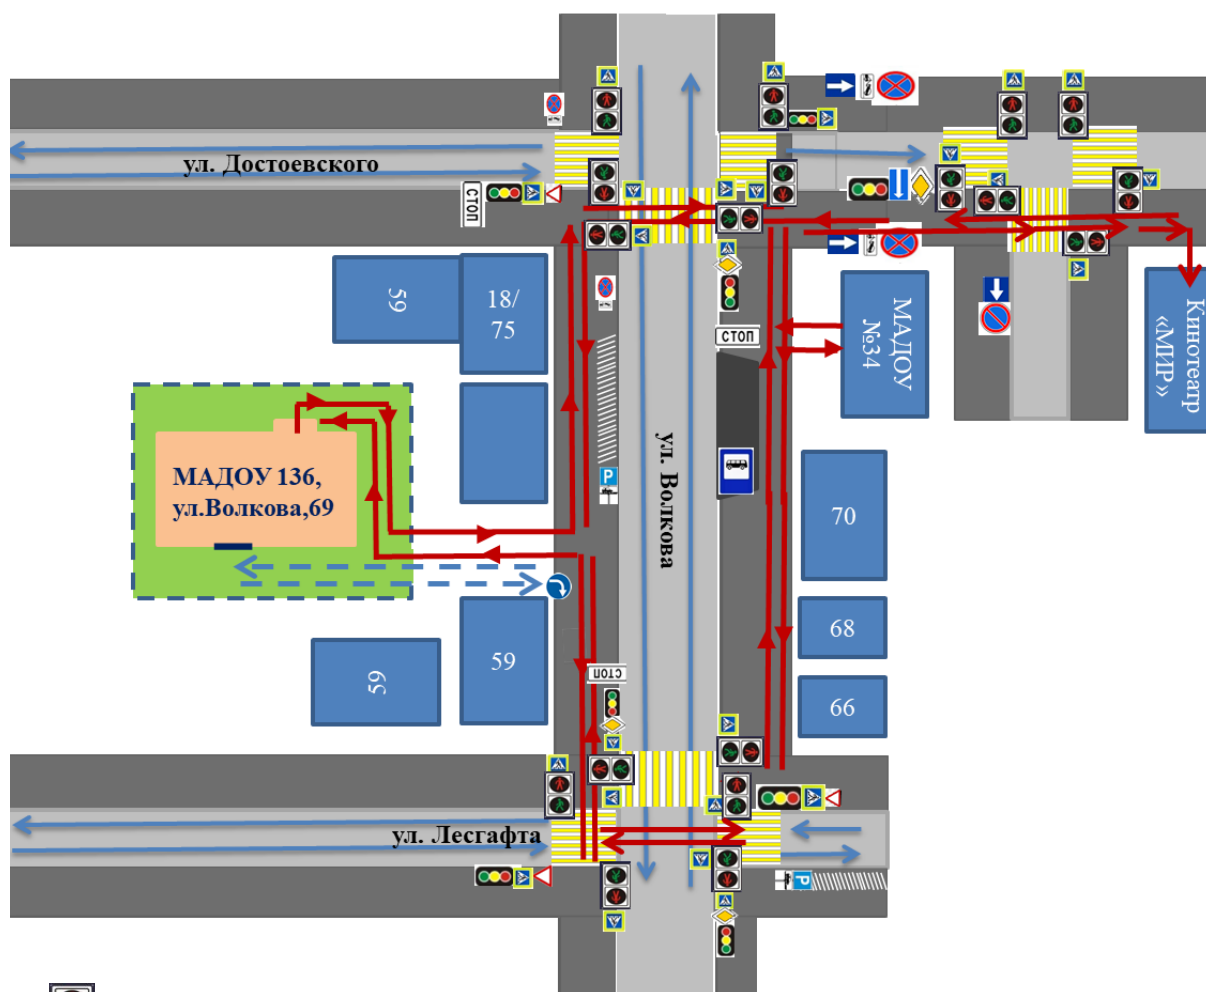 ул. Достоевского
СТОП
59
18/
75
СТОП
МАДОУ
№34
Кинотеатр
«МИР»
МАДОУ 136,
ул.Волкова,69
P
ул. Волкова
70
68
59
59
66
СТОП
ул. Лесгафта
P